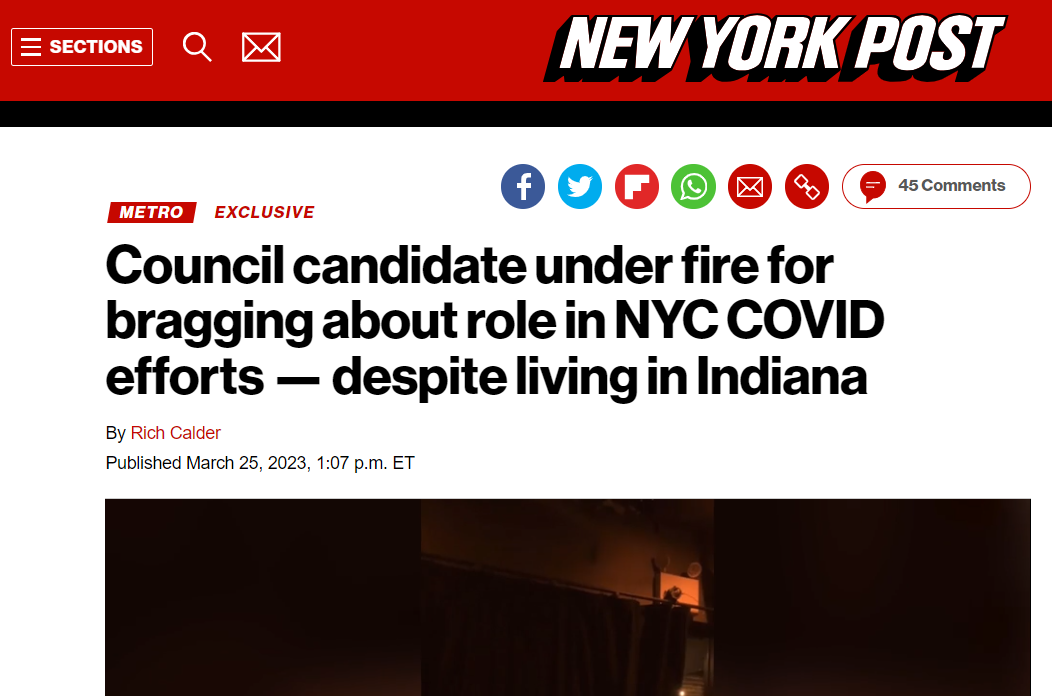 SECTIONS
NEW YORK POST
45 Comments
METRO EXCLUSIVE
Council candidate under fire for
bragging about role in NYC COVID
efforts — despite living in Indiana
By Rich Calder
Published March 25, 2023, 1:07 p.m. ET